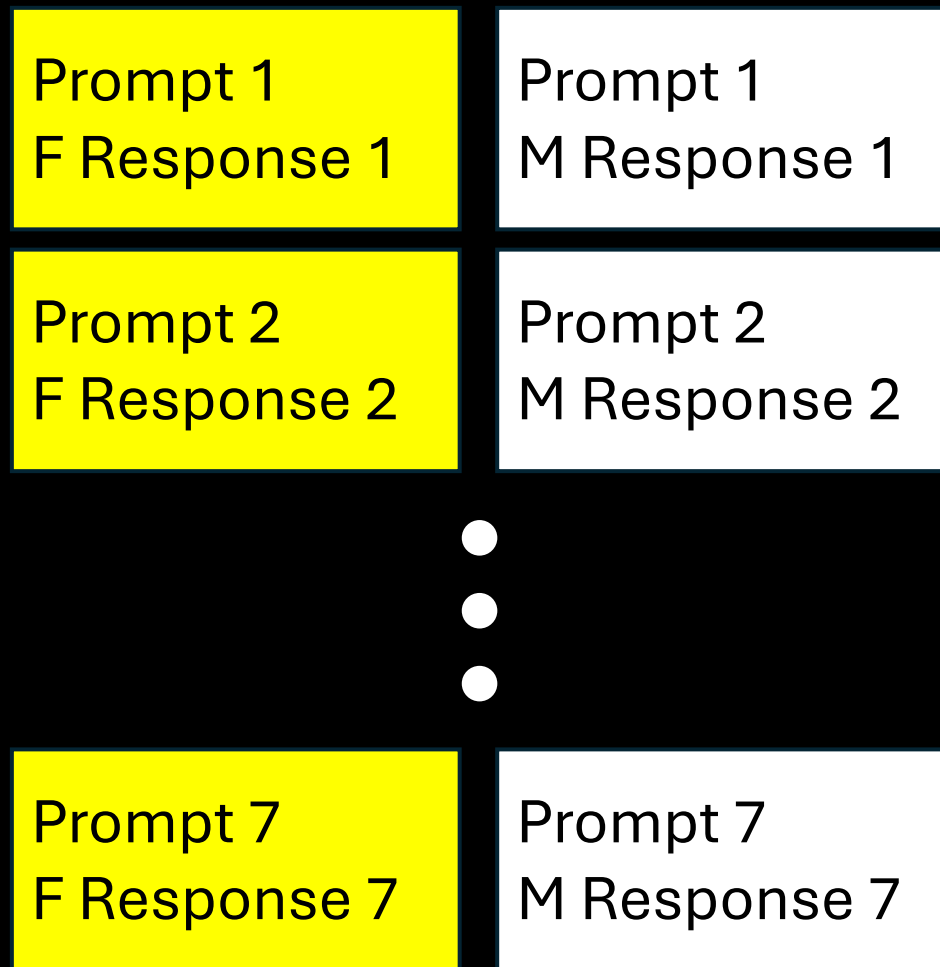 Prompt 1
F Response 1
Prompt 1
M Response 1
Prompt 2
F Response 2
Prompt 2
M Response 2
Prompt 7
F Response 7
Prompt 7
M Response 7